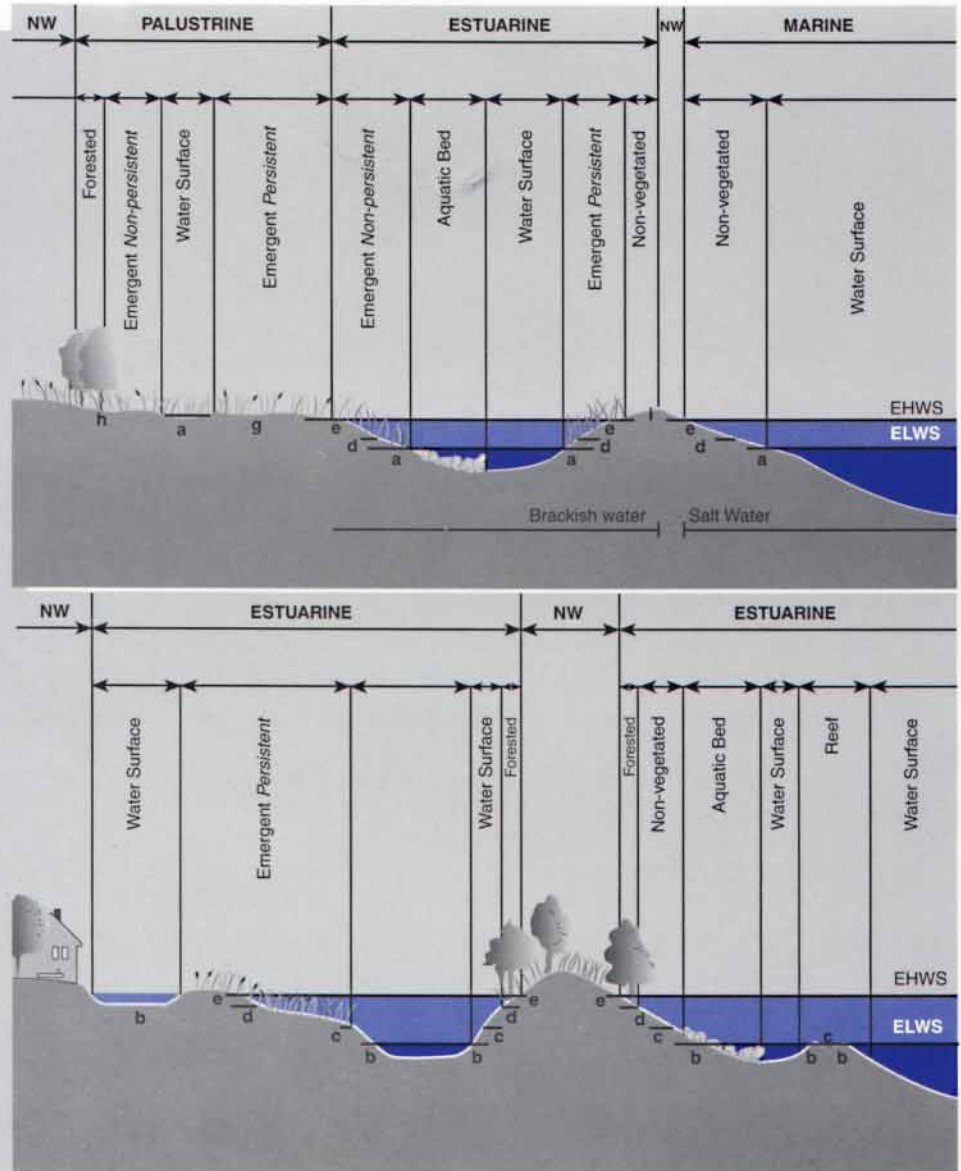 NW PALUSTRINE ESTUARINE NW MARINE
Forested
Emergent Non-persistent
Water Surface
Emergent Persistent
Emergent Non-persistent
Aquatic Bed
Water Surface
Emergent Persistent
Non-vegetated
Non-vegetated
Water Surface
EHWS
ELWS
h a g e d a a d e i e d a
Brackish water Salt Water
NW ESTUARINE NW ESTUARINE
Water Surface
Emergent Persistent
Water Surface
Forested
Forested
Non-vegetated
Aquatic Bed
Water Surface
Reef
Water Surface
EHWS
ELWS
b e d c b b c d e e d c b b c b